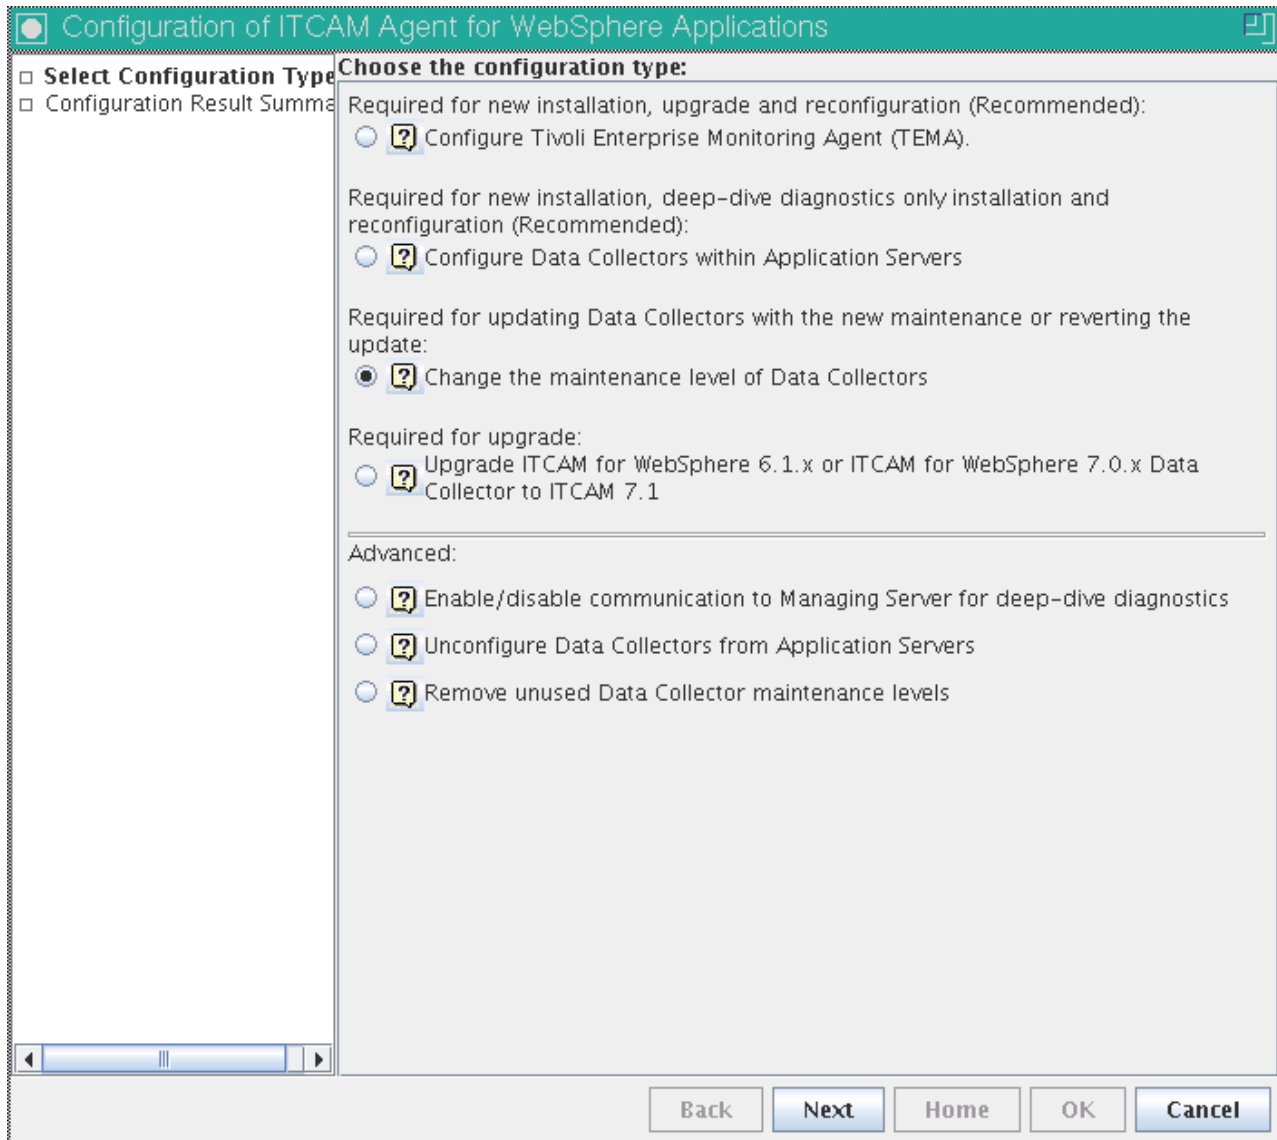 Configuration of ITCAM Agent for WebSphere Applications
Select Configuration Type
Configuration Result Summa
Choose the configuration type:
Required for new installation, upgrade and reconfiguration (Recommended):
Configure Tivoli Enterprise Monitoring Agent (TEMA).
Required for new installation, deep-dive diagnostics only installation and
reconfiguration (Recommended):
Configure Data Collectors within Application Servers
Required for updating Data Collectors with the new maintenance or reverting the
update:
Change the maintenance level of Data Collectors
Required for upgrade:
Upgrade ITCAM for WebSphere 6.1.x or ITCAM for WebSphere 7.0.x Data
Collector to ITCAM 7.1
Advanced:
Enable/disable communication to Managing Server for deep-dive diagnostics
Unconfigure Data Collectors from Application Servers
Remove unused Data Collector maintenance levels
Back Next Home OK Cancel